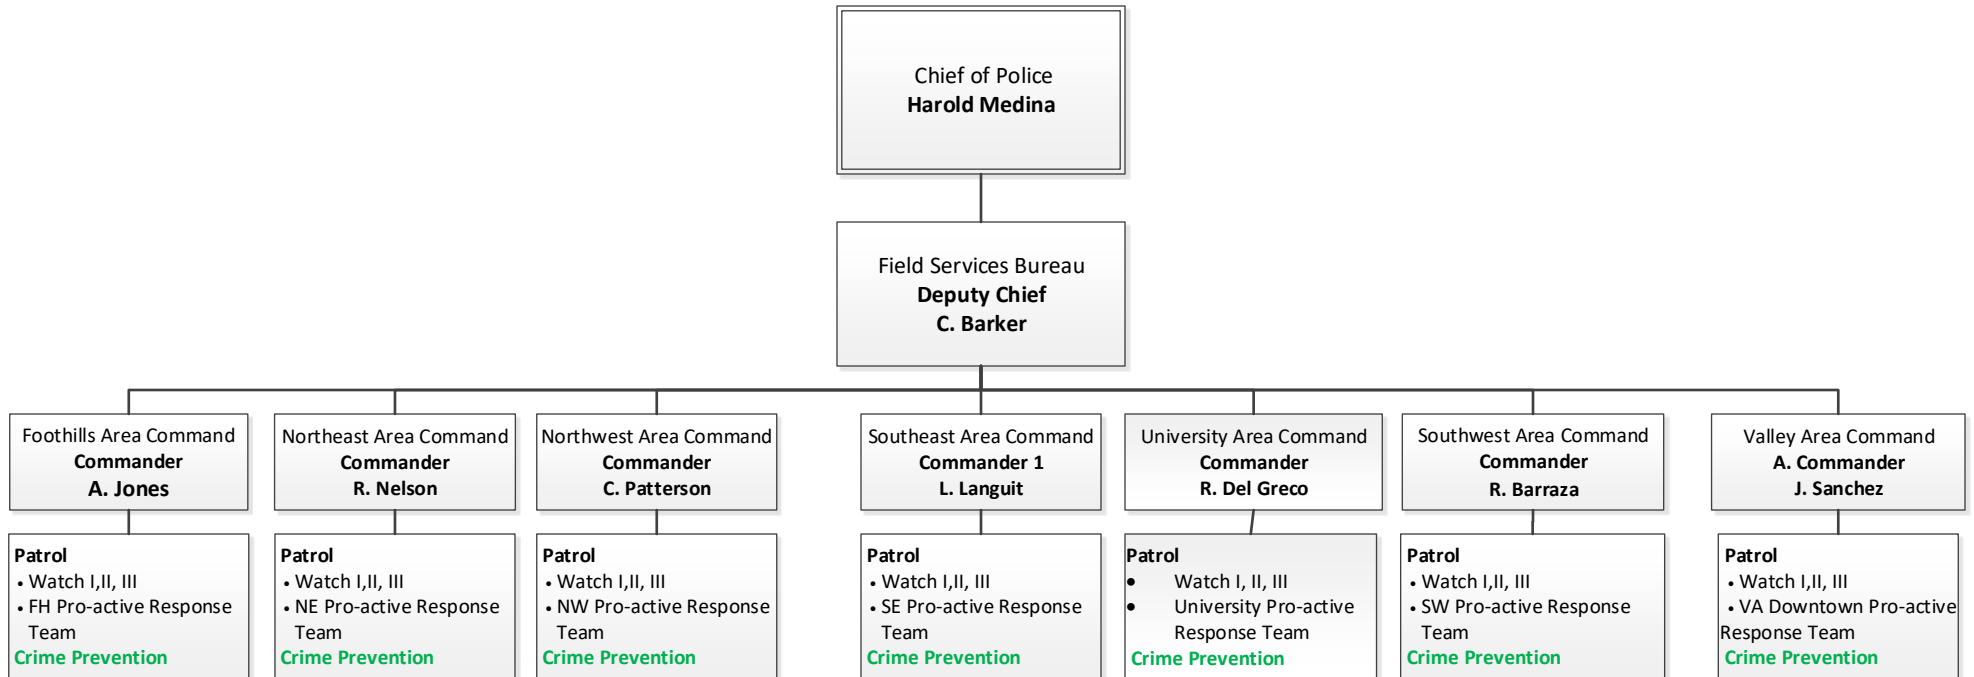 Chief of Police
Harold Medina
Field Services Bureau
Deputy Chief
C. Barker
Foothills Area Command
Commander
A. Jones
Northeast Area Command
Commander
R. Nelson
Northwest Area Command
Commander
C. Patterson
Southeast Area Command
Commander 1
L. Languit
University Area Command
Commander
R. Del Greco
Southwest Area Command
Commander
R. Barraza
Valley Area Command
A. Commander
J. Sanchez
Patrol
• Watch I,II, III
• FH Pro-active Response
Team
Crime Prevention
Patrol
• Watch I,II, III
• NE Pro-active Response
Team
Crime Prevention
Patrol
• Watch I,II, III
• NW Pro-active Response
Team
Crime Prevention
Patrol
• Watch I,II, III
• SE Pro-active Response
Team
Crime Prevention
Patrol
• Watch I, II, III
• University Pro-active
Response Team
Crime Prevention
Patrol
• Watch I,II, III
• SW Pro-active Response
Team
Crime Prevention
Patrol
• Watch I,II, III
• VA Downtown Pro-active
Response Team
Crime Prevention